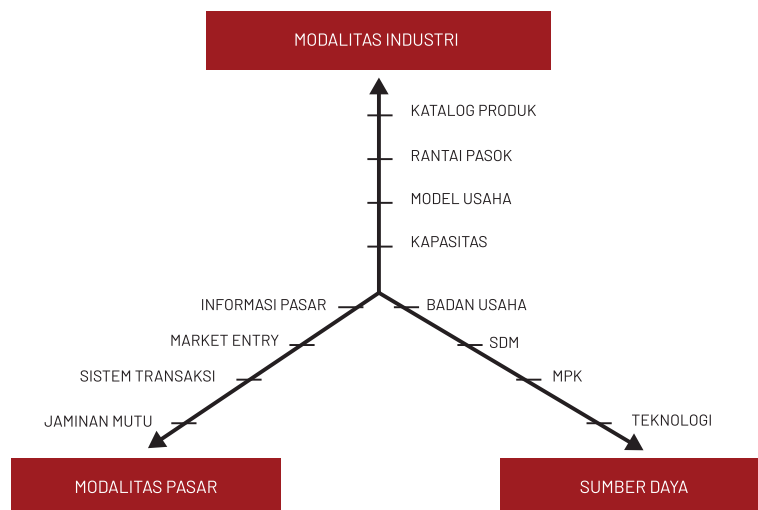 MODALITAS INDUSTRI
KATALOG PRODUK
RANTAI PASOK
MODEL USAHA
KAPASITAS
INFORMASI PASAR
BADAN USAHA
MARKET ENTRY
SDM
SISTEM TRANSAKSI
MPK
JAMINAN MUTU
TEKNOLOGI
MODALITAS PASAR
SUMBER DAYA